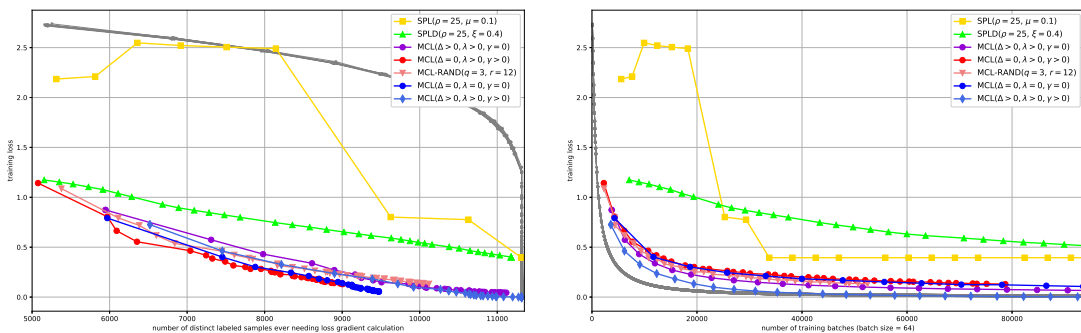 SPL(ρ = 25, μ = 0.1)
SPLD(ρ = 25, ξ = 0.4)
MCL(Δ > 0, λ > 0, γ = 0)
MCL(Δ = 0, λ > 0, γ > 0)
MCL-RAND(q = 3, r = 12)
MCL(Δ = 0, λ = 0, γ = 0)
MCL(Δ > 0, λ > 0, γ > 0)
2.5
2.0
1.5
1.0
0.5
0.0
training loss
5000 6000 7000 8000 9000 10000 11000
number of distinct labeled samples ever needing loss gradient calculation
SPL(ρ = 25, μ = 0.1)
SPLD(ρ = 25, ξ = 0.4)
MCL(Δ > 0, λ > 0, γ = 0)
MCL(Δ = 0, λ > 0, γ > 0)
MCL-RAND(q = 3, r = 12)
MCL(Δ = 0, λ = 0, γ = 0)
MCL(Δ > 0, λ > 0, γ > 0)
2.5
2.0
1.5
1.0
0.5
0.0
training loss
0 20000 40000 60000 80000
number of training batches (batch size = 64)